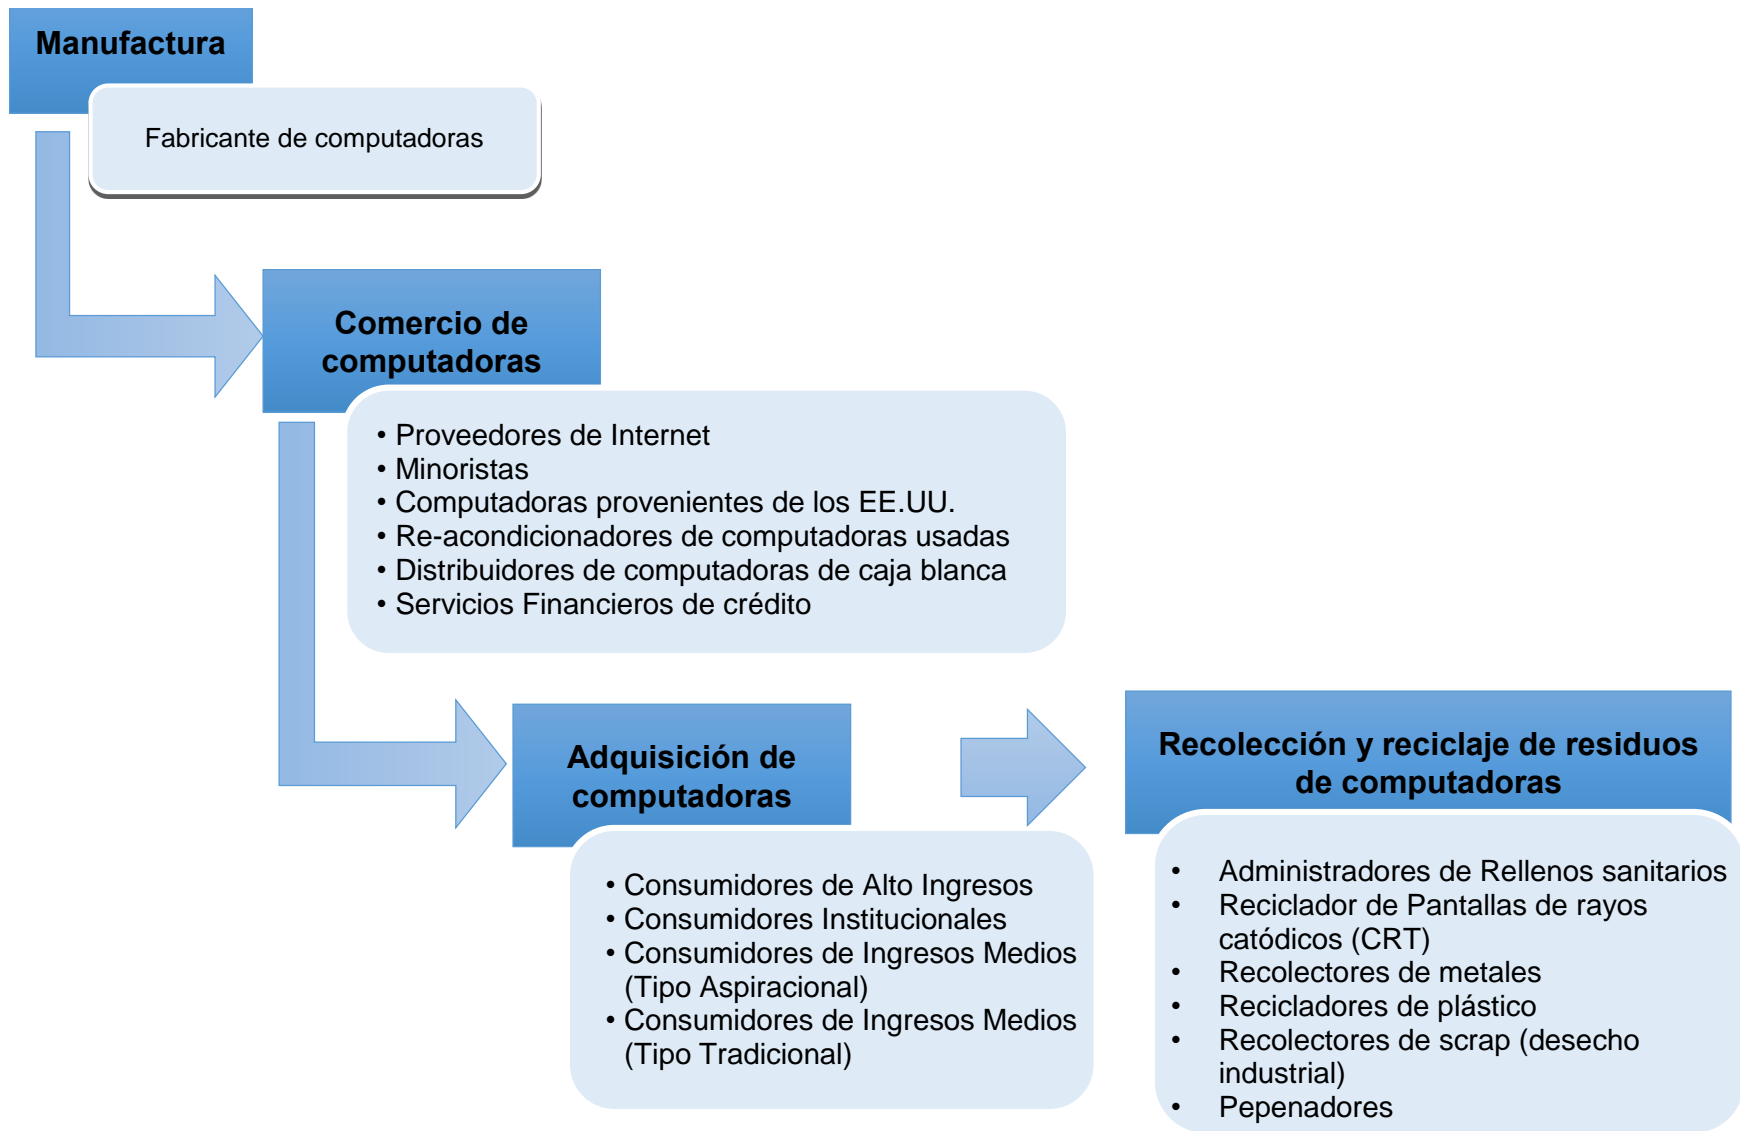 Manufactura
Fabricante de computadoras
Comercio de
computadoras
• Proveedores de Internet
• Minoristas
• Computadoras provenientes de los EE.UU.
• Re-acondicionadores de computadoras usadas
• Distribuidores de computadoras de caja blanca
• Servicios Financieros de crédito
Adquisición de
computadoras
• Consumidores de Alto Ingresos
• Consumidores Institucionales
• Consumidores de Ingresos Medios
(Tipo Aspiracional)
• Consumidores de Ingresos Medios
(Tipo Tradicional)
Recolección y reciclaje de residuos
de computadoras
• Administradores de Rellenos sanitarios
• Reciclador de Pantallas de rayos
catódicos (CRT)
• Recolectores de metales
• Recicladores de plástico
• Recolectores de scrap (desecho
industrial)
• Pepenadores